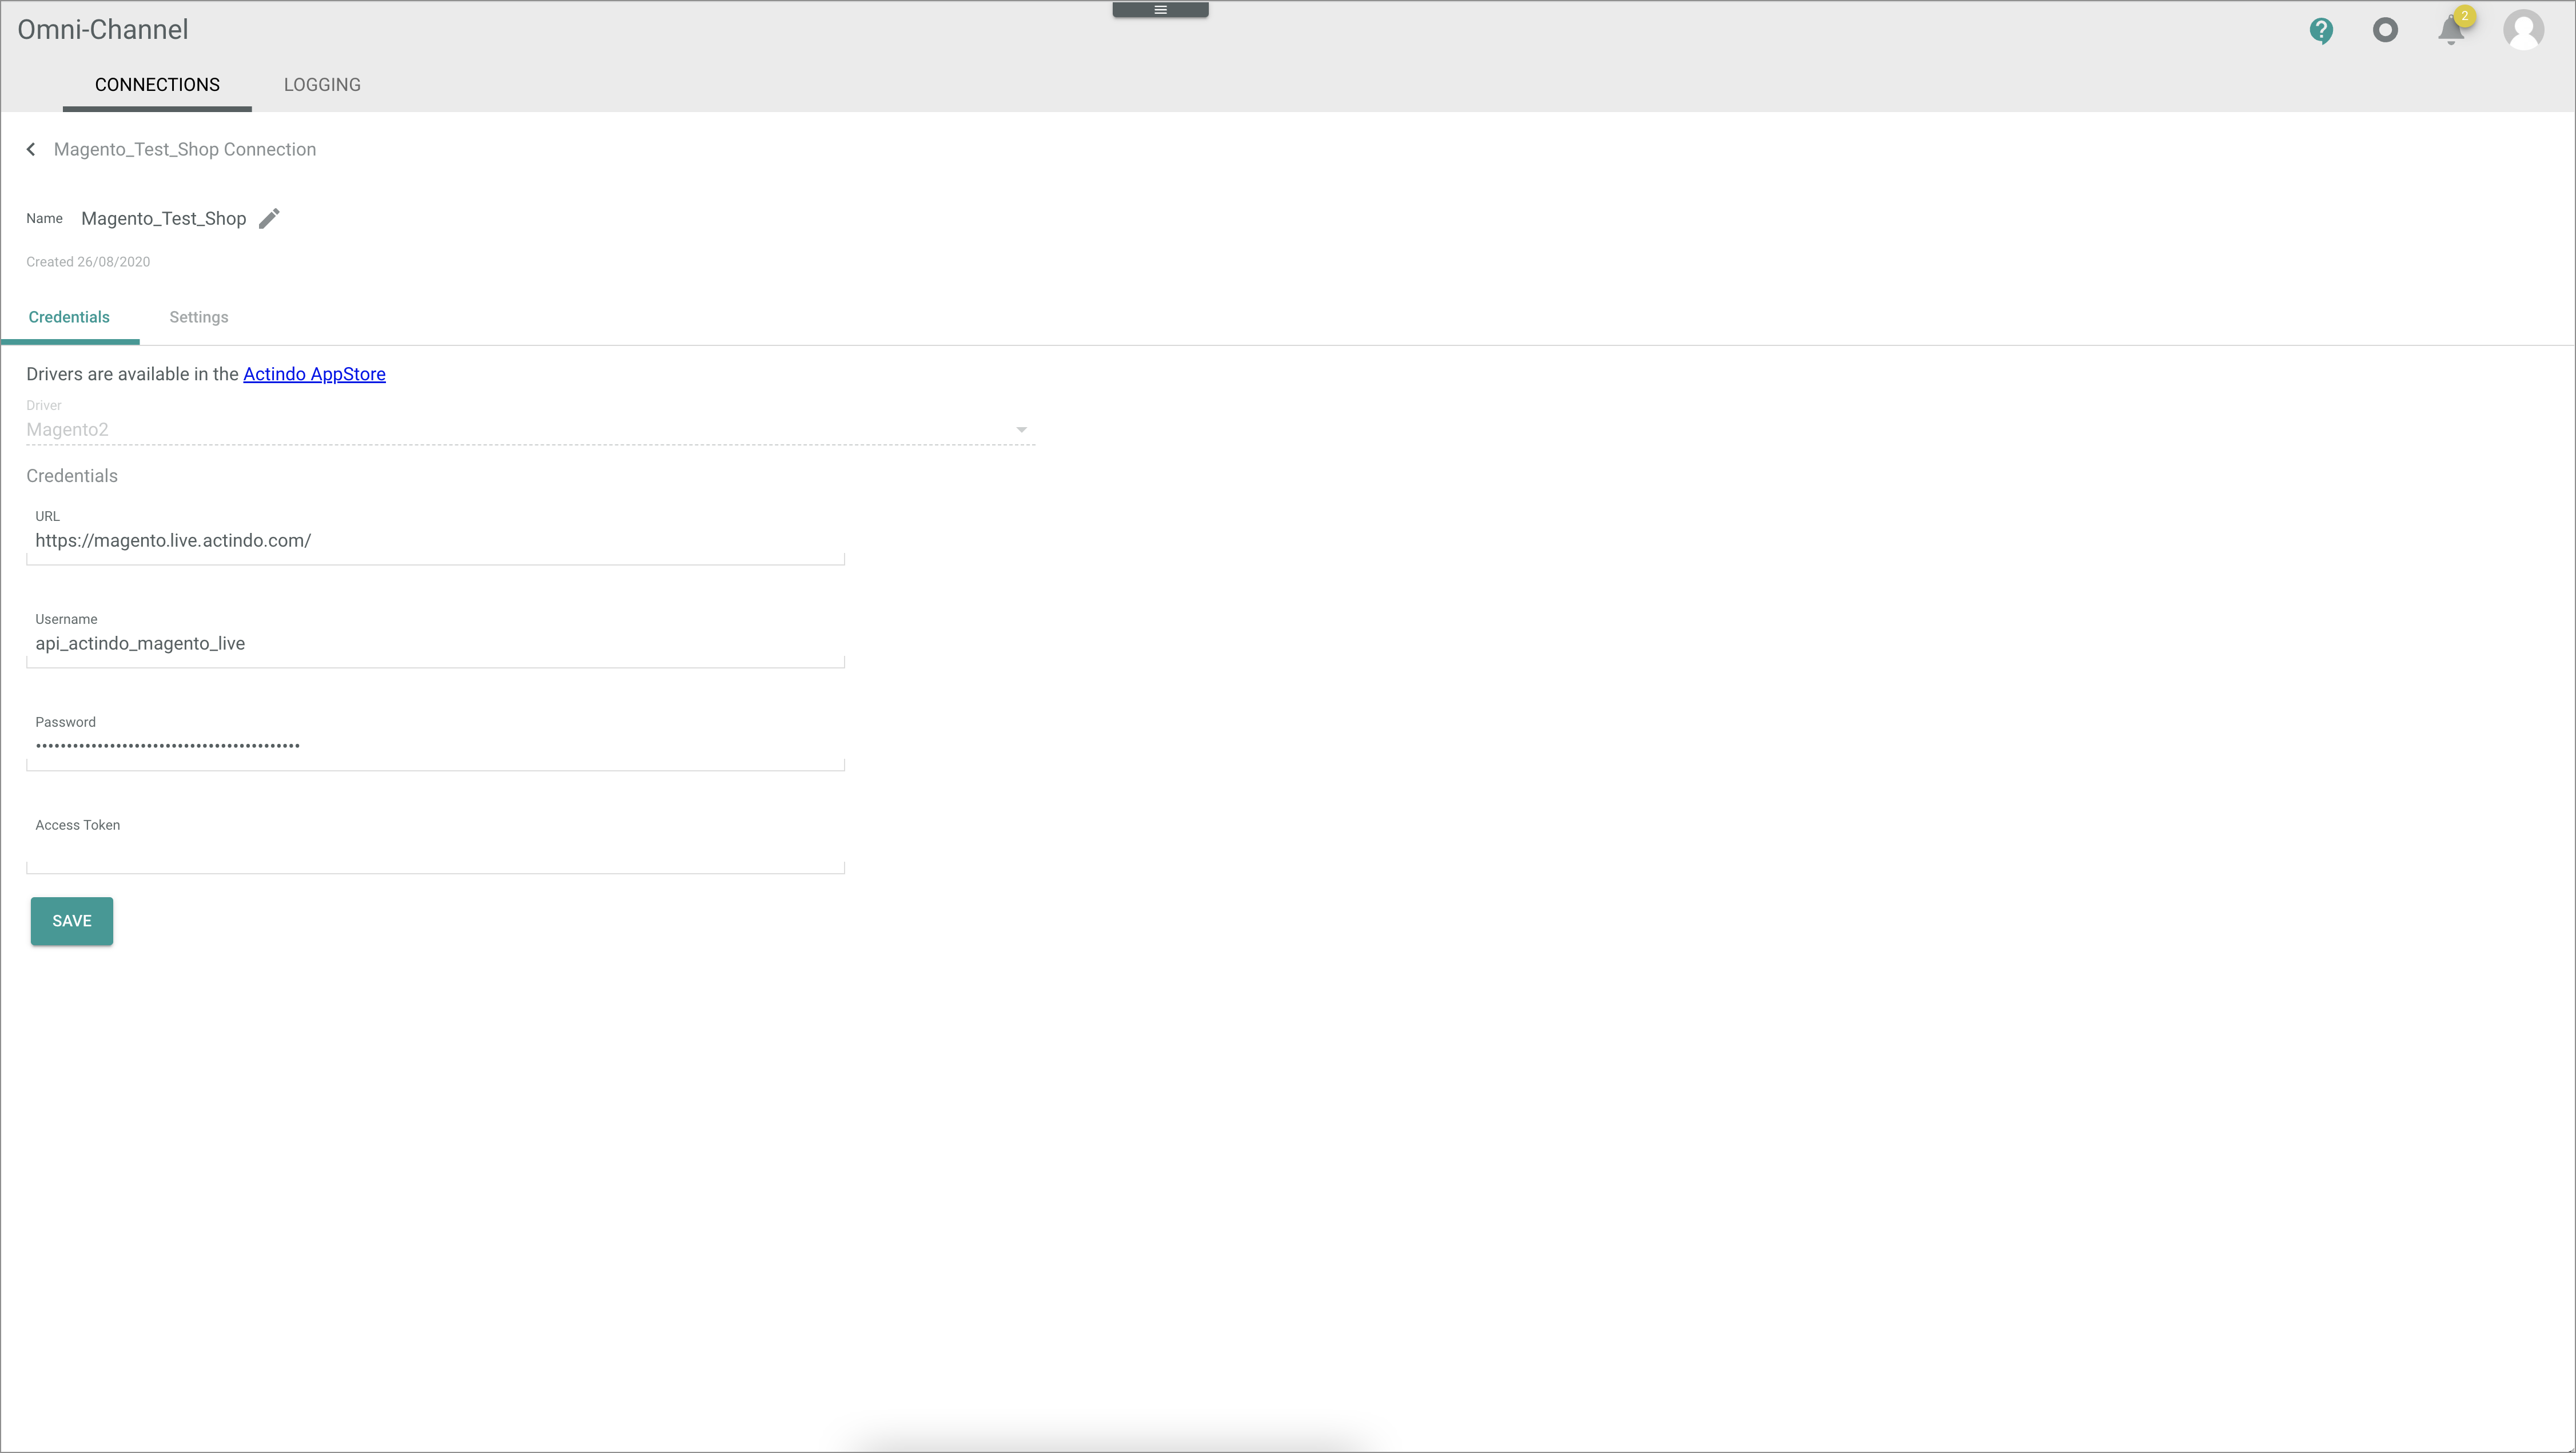 Omni-Channel
2
CONNECTIONS LOGGING
Magento_Test_Shop Connection
Name Magento_Test_Shop
Created 26/08/2020
Credentials Settings
Drivers are available in the Actindo AppStore
Driver
Magento2
Credentials
URL
https://magento.live.actindo.com/
Username
api_actindo_magento_live
Password
Access Token
SAVE